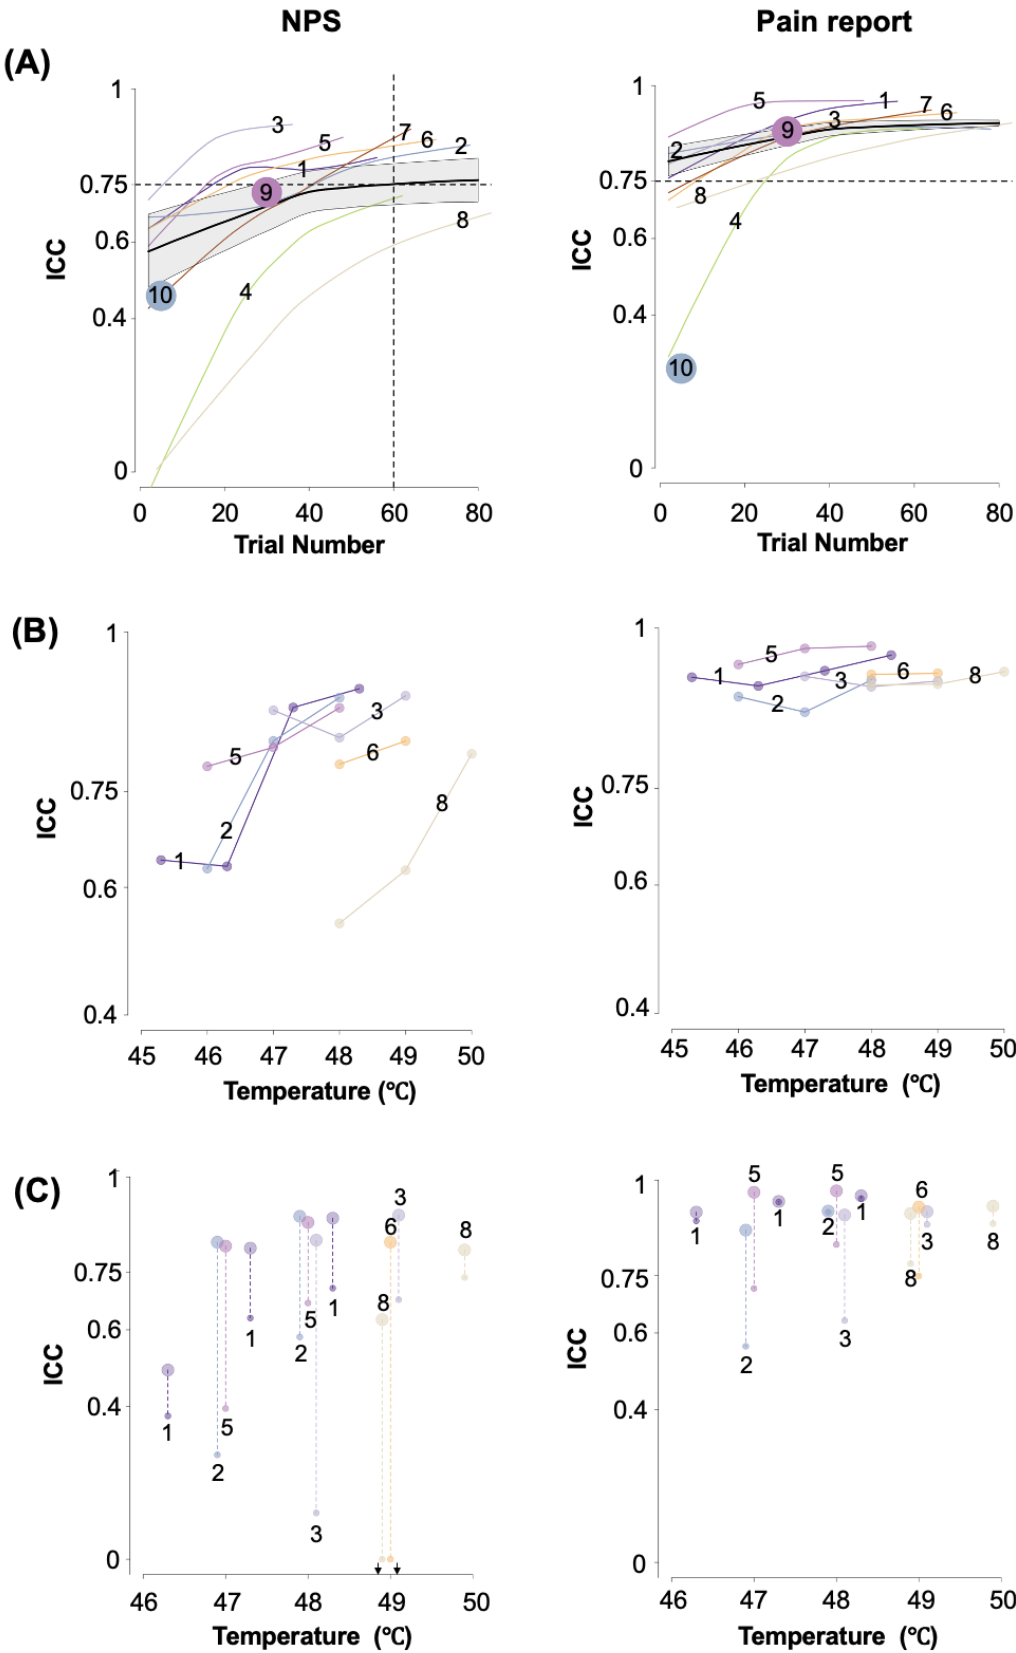 NPS Pain report
(A)
1 1
3 5 7 6 2 5 1 7 6
1 9 3 9 2
0.75 0.75
8 8
0.6 4 0.6
ICC ICC
10 4
0.4 0.4
10
0 0
0 20 40 60 80 0 20 40 60 80
Trial Number Trial Number
(B)
1 1
5 1 2 3 6 8
3 5 6
0.75 8 0.75
ICC ICC
2
1
0.6 0.6
0.4 0.4
45 46 47 48 49 50 45 46 47 48 49 50
Temperature (°C) Temperature (°C)
(C)
1 1
3 5 5 6
6 8 1 1 2 1 3 8
0.75 0.75 8
8 1 5 1
0.6 2 0.6 3
ICC ICC
2
0.4 0.4
1 5
2
3
0 0
46 47 48 49 50 46 47 48 49 50
Temperature (°C) Temperature (°C)